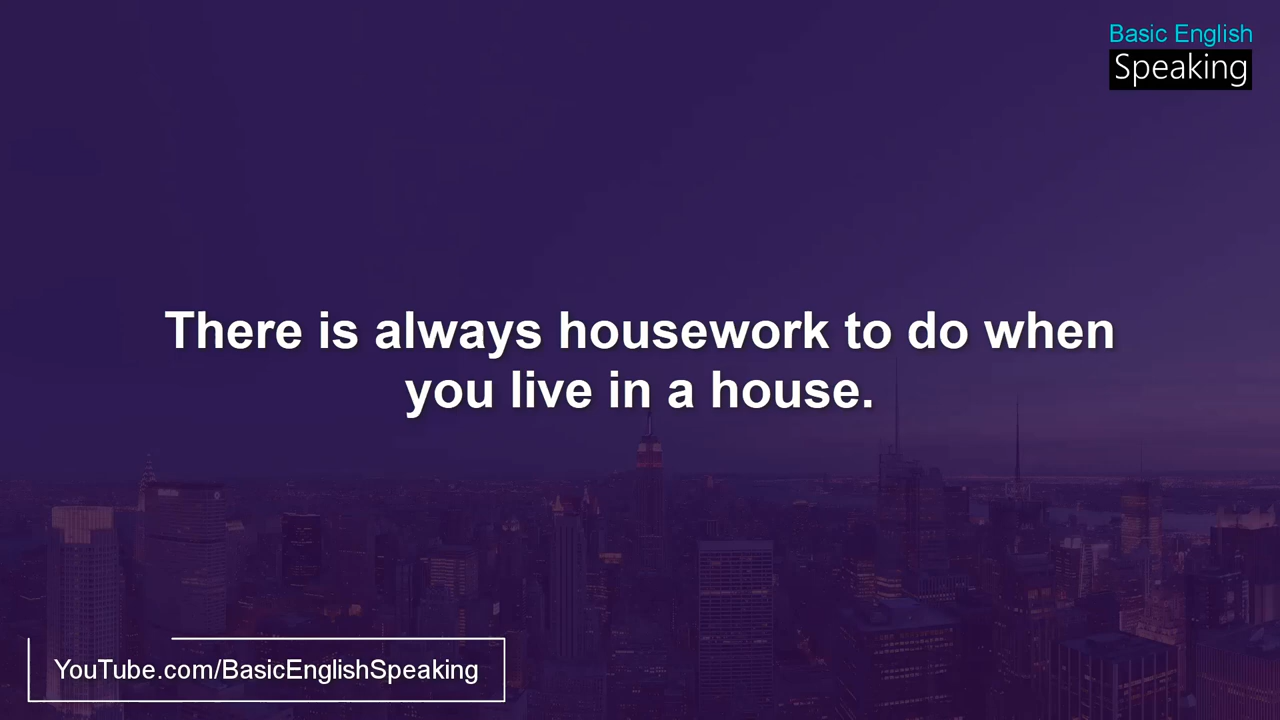 Basic English
Speaking
There is always housework to do when
you live in a house.
YouTube.com/BasicEnglishSpeaking